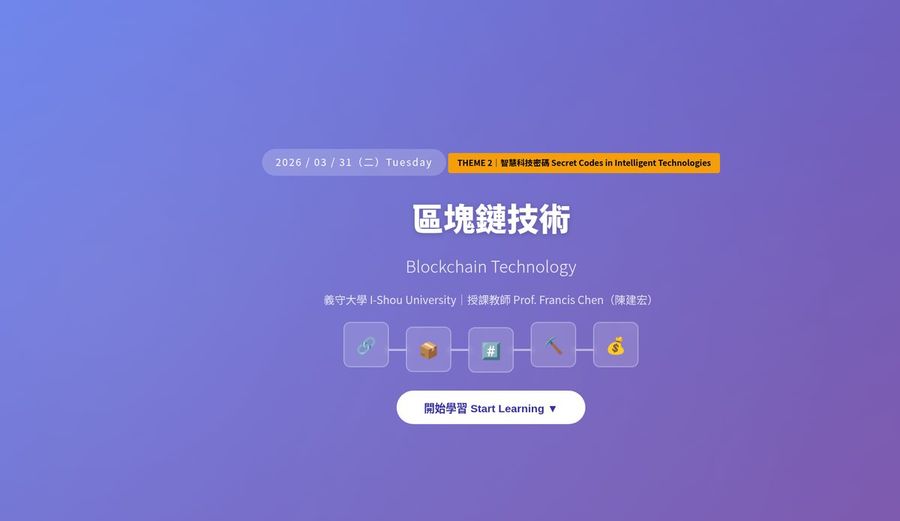 2026 / 03 / 31（二）Tuesday
THEME 2｜智慧科技密碼 Secret Codes in Intelligent Technologies
區塊鏈技術
Blockchain Technology
義守大學 I-Shou University｜授課教師 Prof. Francis Chen（陳建宏）
#
$
開始學習 Start Learning ▼